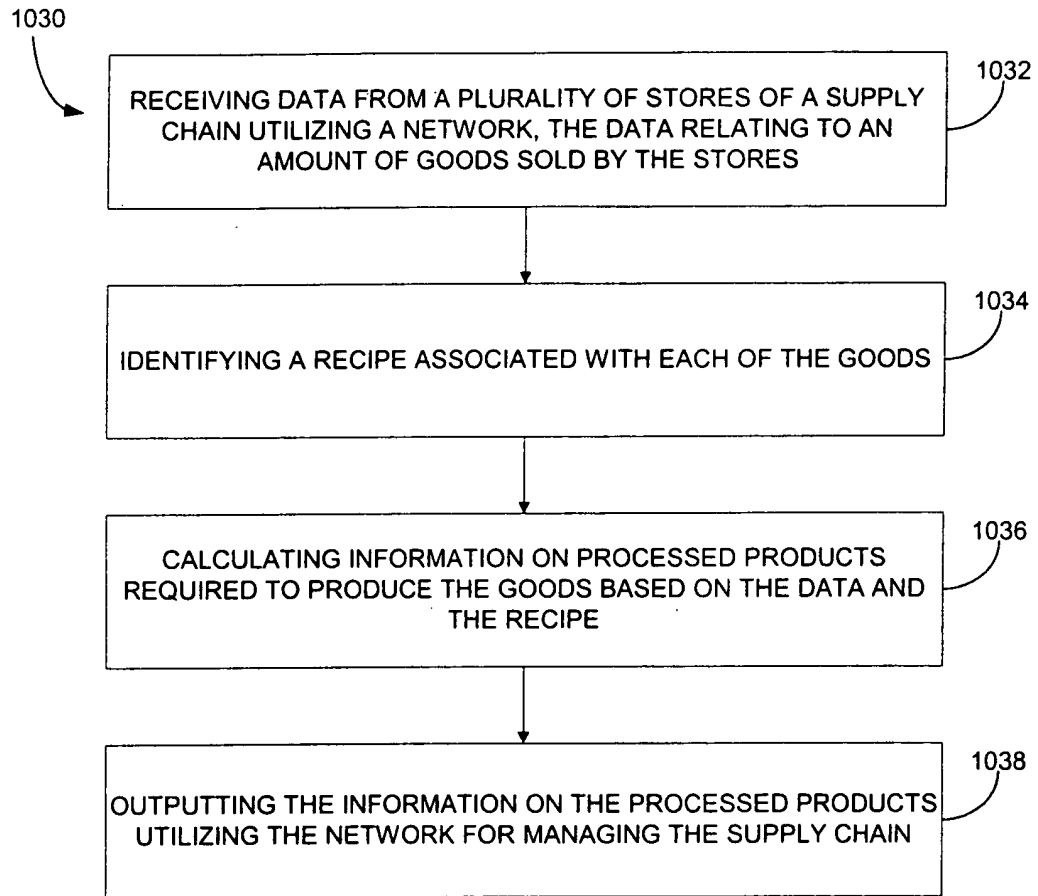 1030
1032
RECEIVING DATA FROM A PLURALITY OF STORES OF A SUPPLY
CHAIN UTILIZING A NETWORK, THE DATA RELATING TO AN
AMOUNT OF GOODS SOLD BY THE STORES
1034
IDENTIFYING A RECIPE ASSOCIATED WITH EACH OF THE GOODS
1036
CALCULATING INFORMATION ON PROCESSED PRODUCTS
REQUIRED TO PRODUCE THE GOODS BASED ON THE DATA AND
THE RECIPE
1038
OUTPUTTING THE INFORMATION ON THE PROCESSED PRODUCTS
UTILIZING THE NETWORK FOR MANAGING THE SUPPLY CHAIN